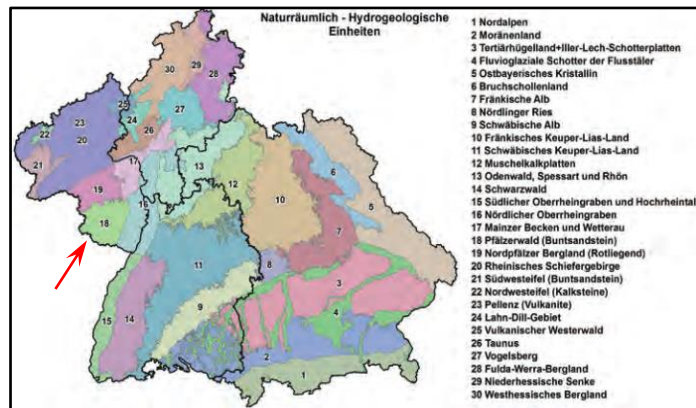 Naturräumlich - Hydrogeologische
Einheiten
1 Nordalpen
2 Moränenland
3 Tertiärhügelland+Iller-Lech-Schotterplatten
4 Fluvioglaziale Schotter der Flusstäler
5 Ostbayerisches Kristallin
6 Bruchschollenland
7 Fränkische Alb
8 Nördlinger Ries
9 Schwäbische Alb
10 Fränkisches Keuper-Lias-Land
11 Schwäbisches Keuper-Lias-Land
12 Muschelkalkplatten
13 Odenwald, Spessart und Rhön
14 Schwarzwald
15 Südlicher Oberrheingraben und Hochrheintal
16 Nördlicher Oberrheingraben
17 Mainzer Becken und Wetterau
18 Pfälzerwald (Buntsandstein)
19 Nordpfälzer Bergland (Rotliegend)
20 Rheinisches Schiefergebirge
21 Südwesteifel (Buntsandstein)
22 Nordwesteifel (Kalksteine)
23 Pellenz (Vulkanite)
24 Lahn-Dill-Gebiet
25 Vulkanischer Westerwald
26 Taunus
27 Vogelsberg
28 Fulda-Werra-Bergland
29 Niederhessische Senke
30 Westhessisches Bergland
30
29
28
25
24
27
23
22
20
26
21
17
13
12
6
19
16
10
5
18
7
11
8
3
9
15
14
4
2
1